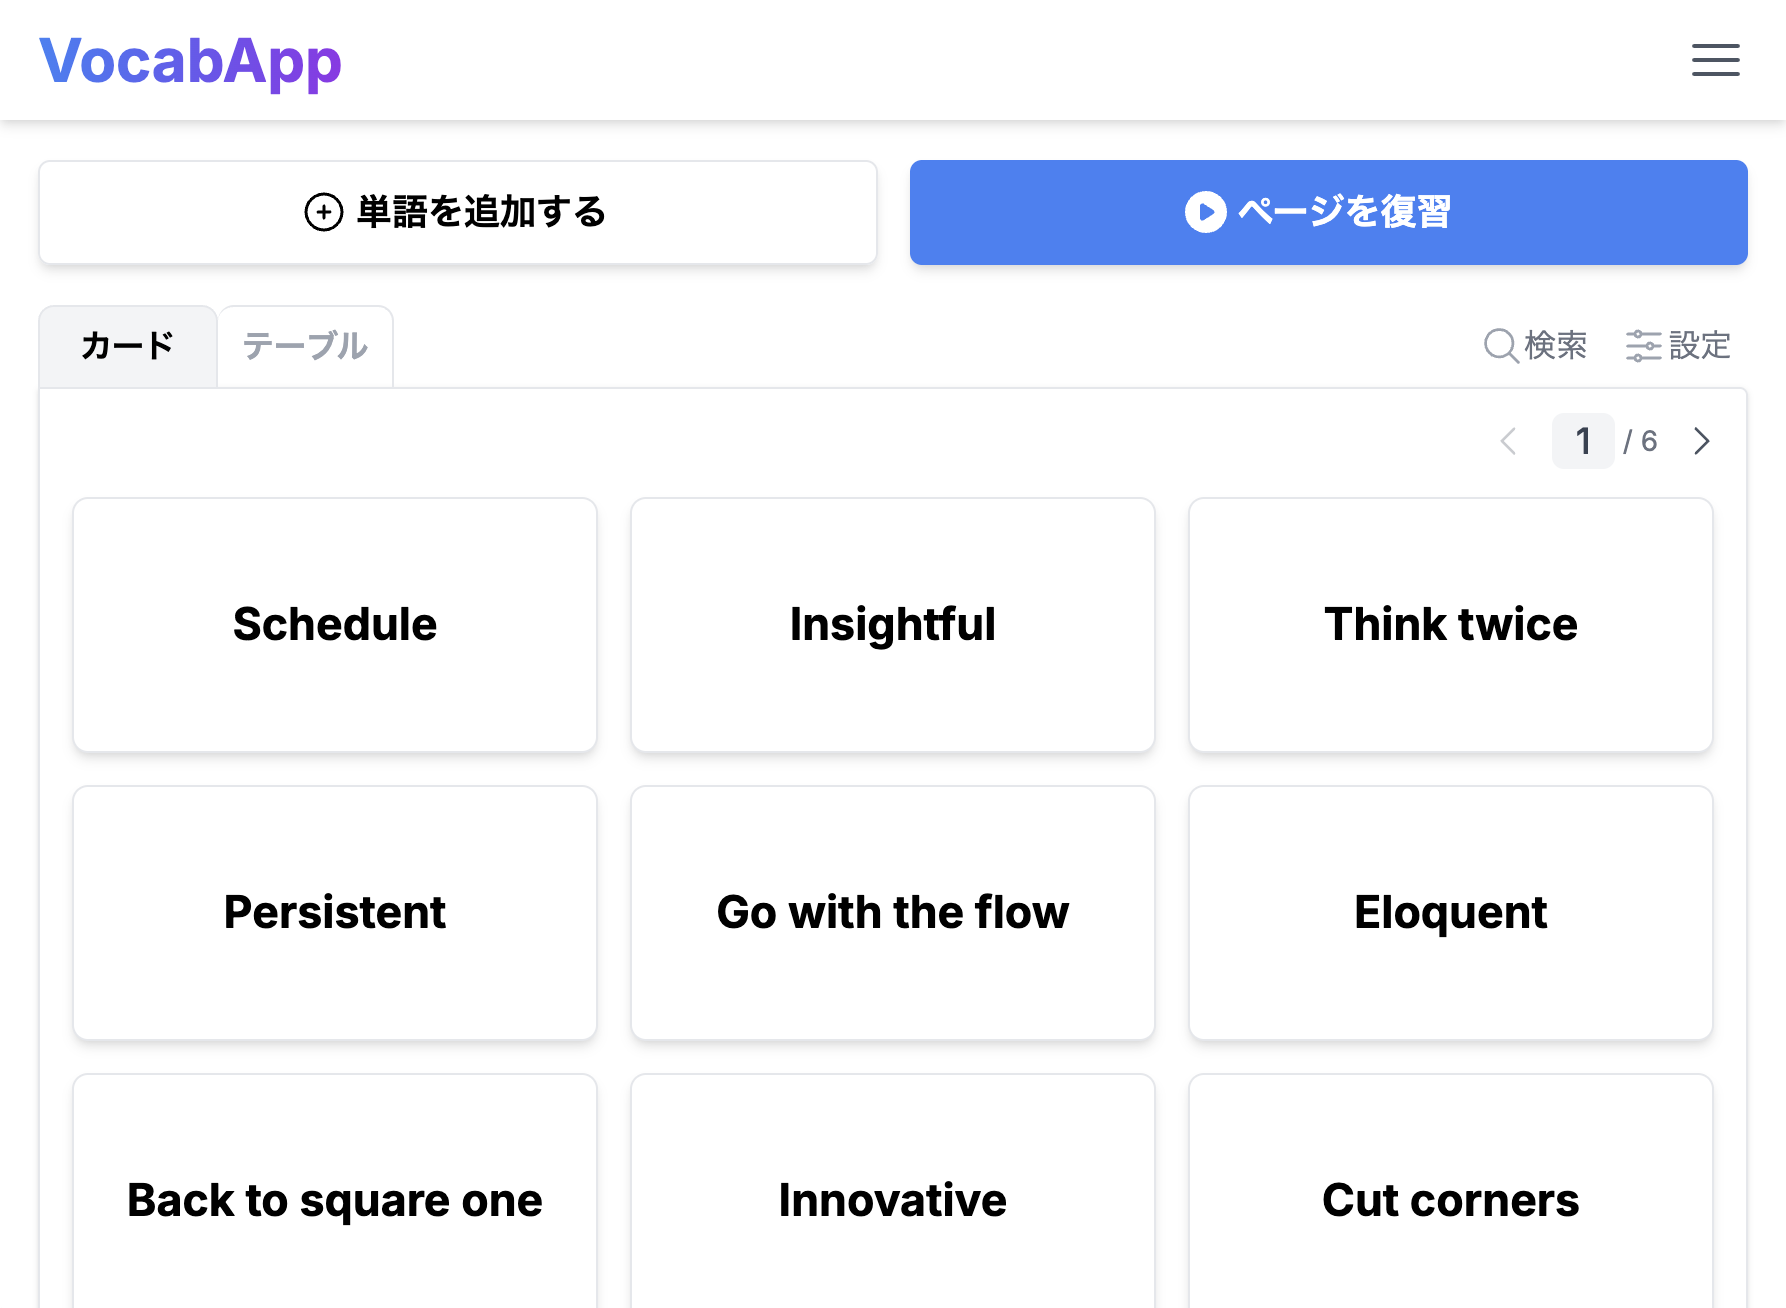 VocabApp
単語を追加する
ページを復習
カード
テーブル
検索
設定
1 / 6
Schedule
Insightful
Think twice
Persistent
Go with the flow
Eloquent
Back to square one
Innovative
Cut corners